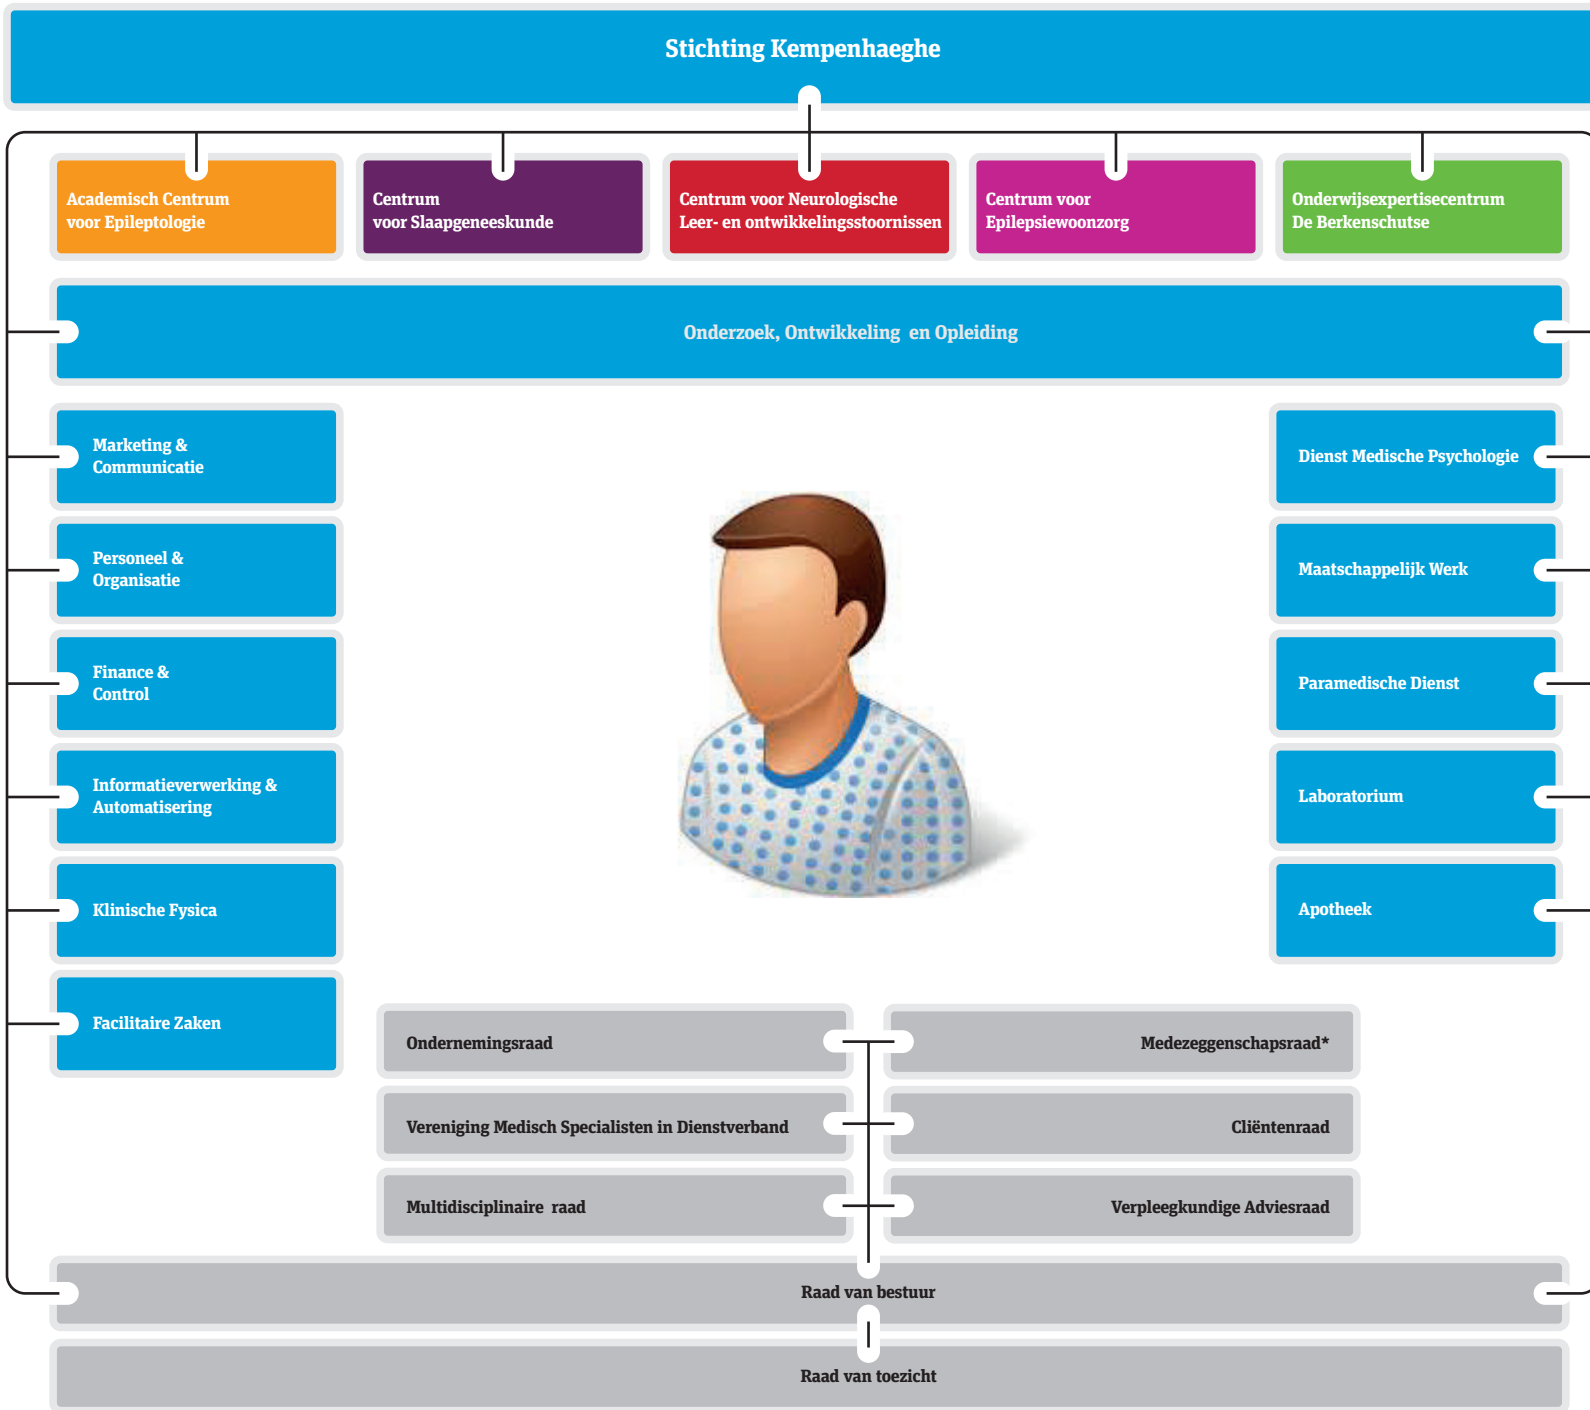 Stichting Kempenhaeghe
Academisch Centrum
voor Epileptologie
Centrum
voor Slaapgeneeskunde
Centrum voor Neurologische
Leer- en ontwikkelingsstoornissen
Centrum voor
Epilepsiewoonzorg
Onderwijsexpertisecentrum
De Berkenschutse
Onderzoek, Ontwikkeling en Opleiding
Marketing &
Communicatie
Personeel &
Organisatie
Finance &
Control
Informatieverwerking &
Automatisering
Klinische Fysica
Facilitaire Zaken
Dienst Medische Psychologie
Maatschappelijk Werk
Paramedische Dienst
Laboratorium
Apotheek
Ondernemingsraad
Medezeggenschapsraad*
Vereniging Medisch Specialisten in Dienstverband
Cliëntenraad
Multidisciplinaire raad
Verpleegkundige Adviesraad
Raad van bestuur
Raad van toezicht